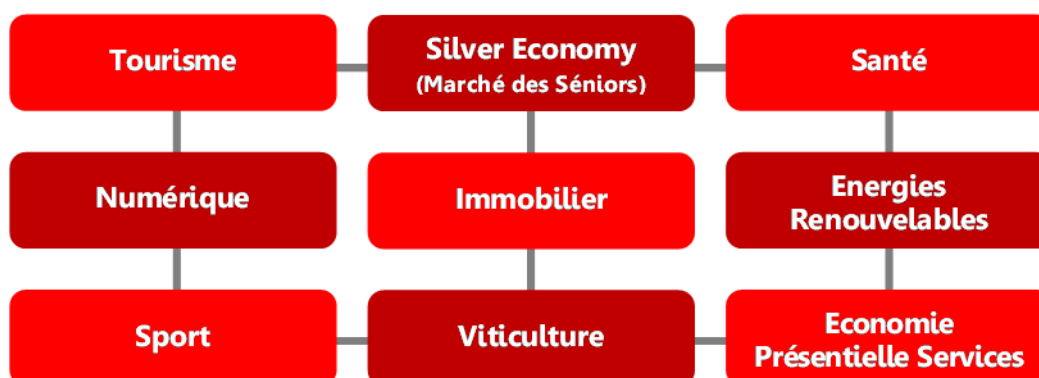 Tourisme
Silver Economy
(Marché des Séniors)
Santé
Numérique
Immobilier
Energies
Renouvelables
Sport
Viticulture
Economie
Présentielle Services